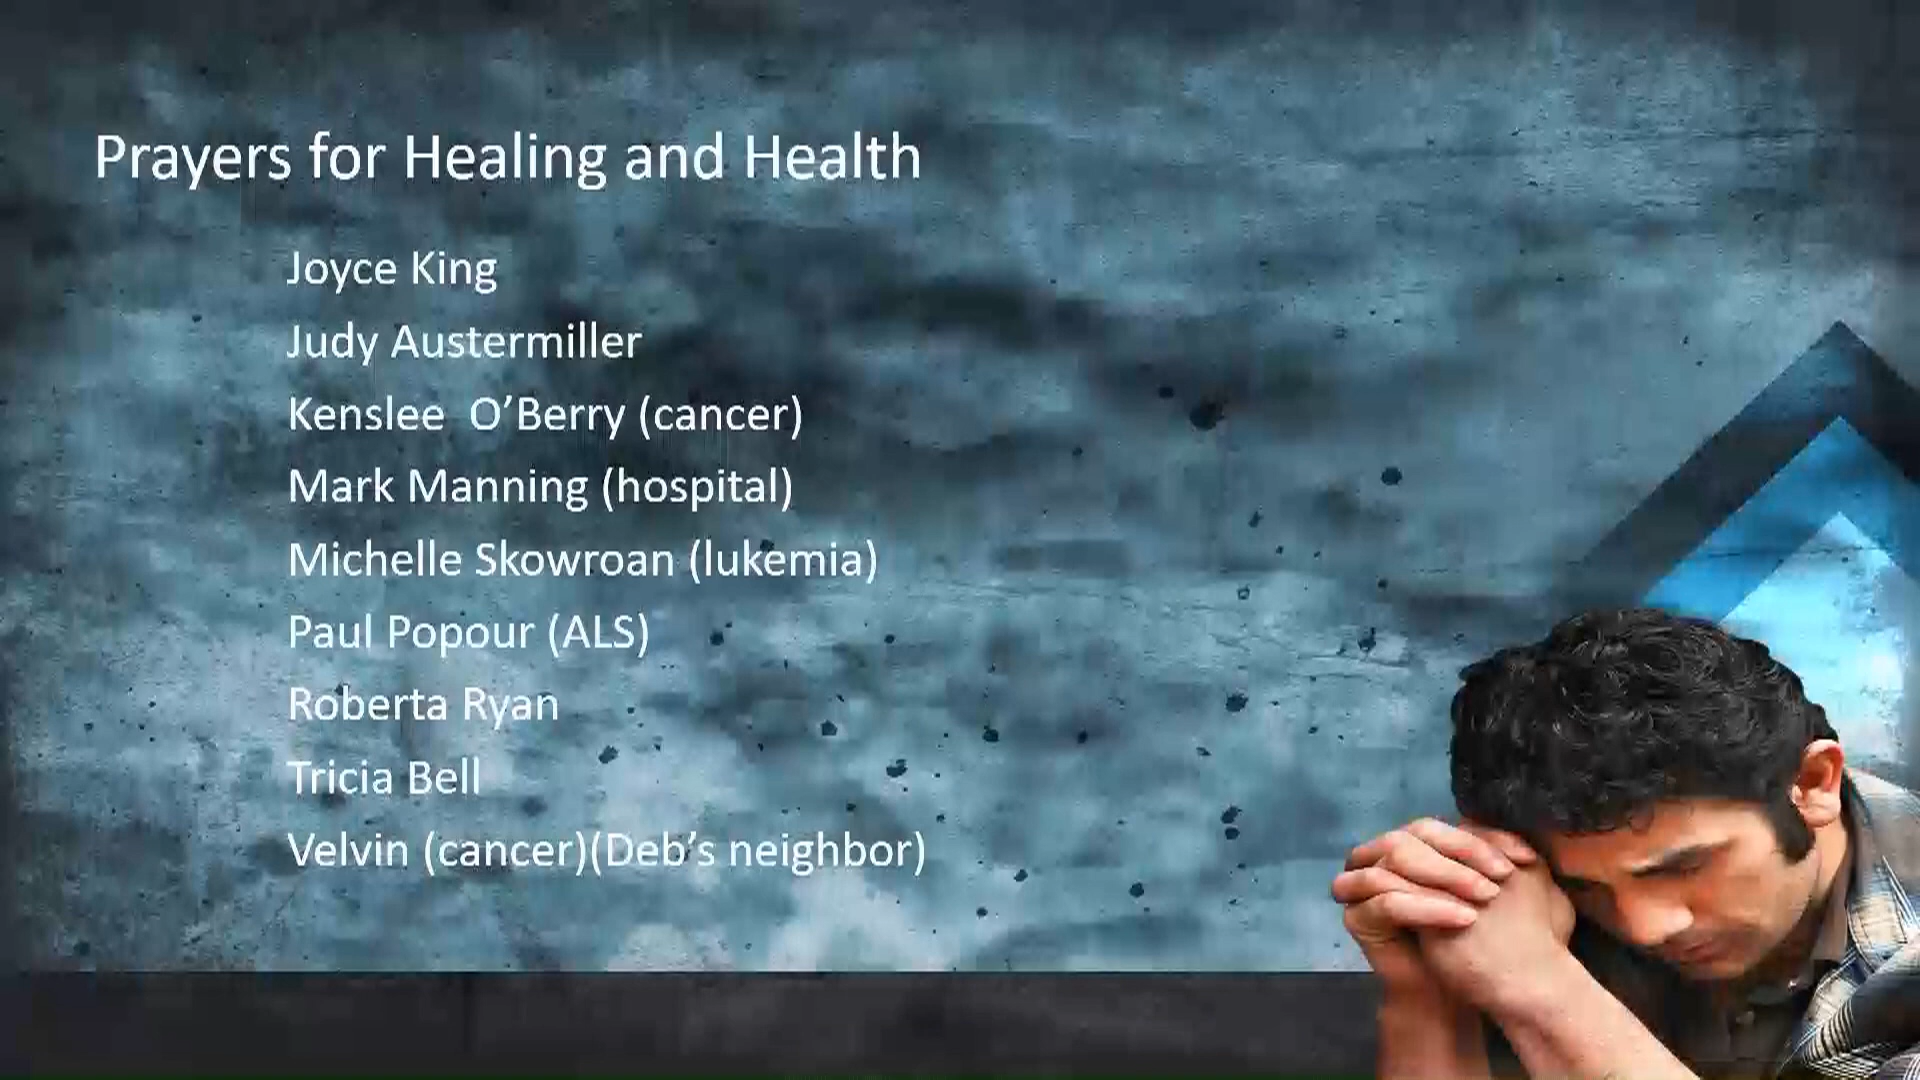 Prayers for Healing and Health
Joyce King
Judy Austermiller
Kenslee  O’Berry (cancer)
Mark Manning (hospital)
Michelle Skowroan (lukemia)
Paul Popour (ALS)
Roberta Ryan
Tricia Bell
Velvin (cancer)(Deb’s neighbor)